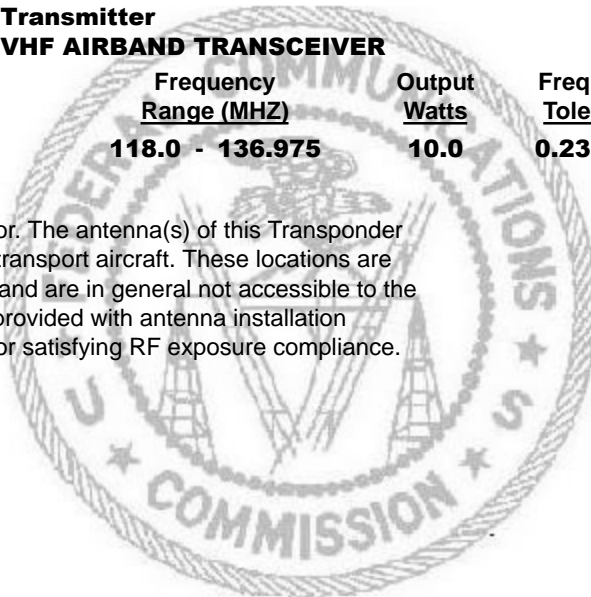 Transmitter
VHF AIRBAND TRANSCEIVER
Frequency Output Freq
Range (MHZ) Watts Tole
118.0 - 136.975 10.0 0.23
or. The antenna(s) of this Transponder
transport aircraft. These locations are
and are in general not accessible to the
provided with antenna installation
or satisfying RF exposure compliance.
FEDERAL COMMUNICATIONS
COMMISSION
U S
-